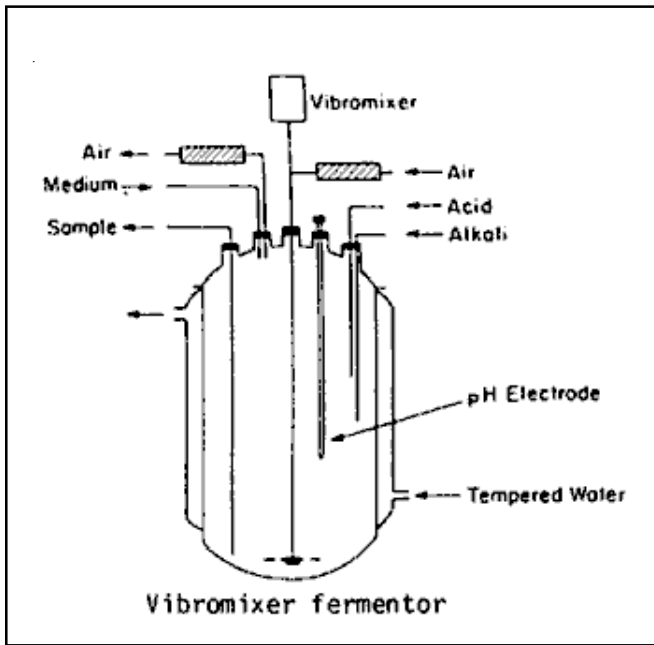 Vibromixer
Air
Air
Medium
Acid
Sample
Alkali
pH Electrode
Tempered Water
Vibromixer fermentor